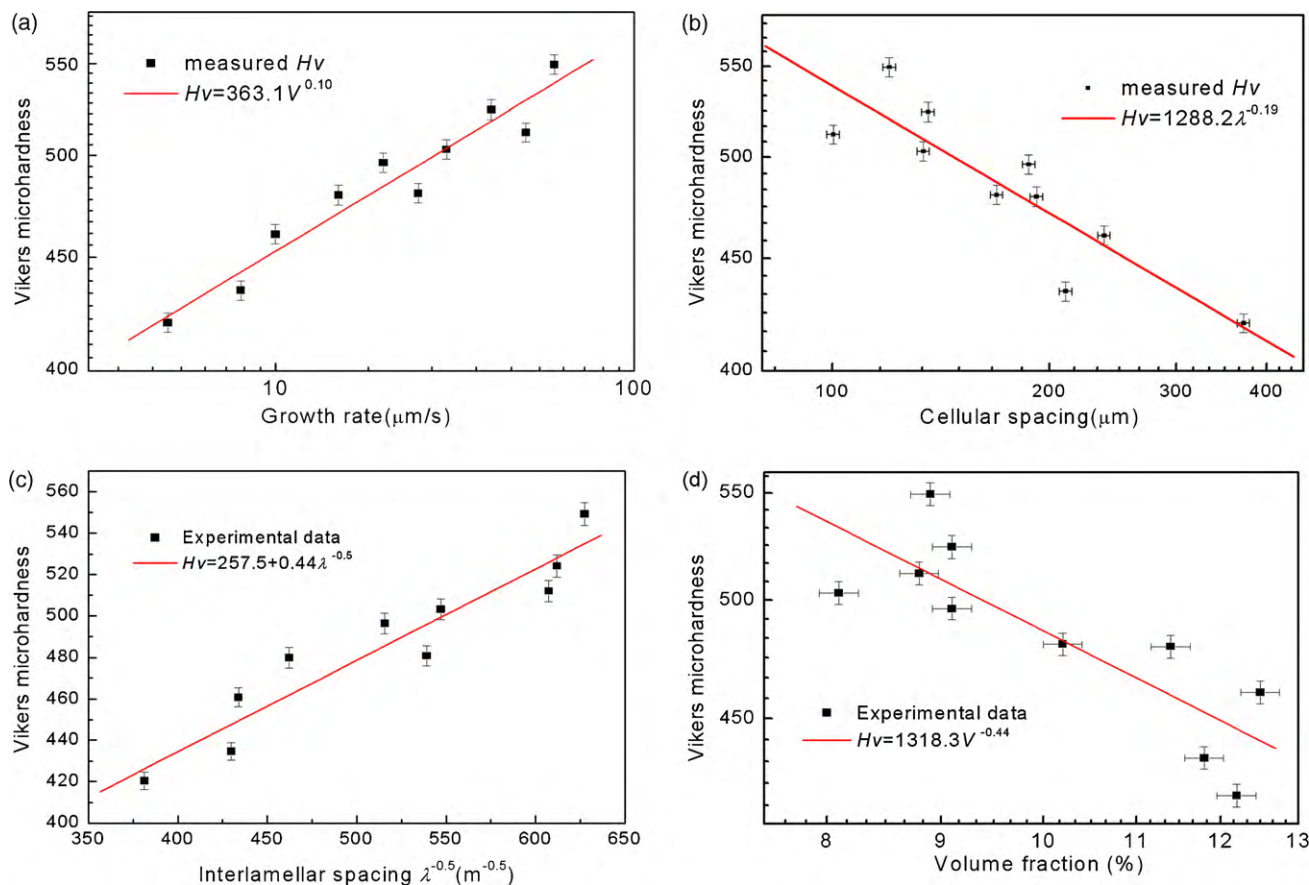 (a)
550
500
450
400
Vikers microhardness
measured Hv
Hv=363.1V^0.10
10
100
Growth rate(μm/s)
(b)
550
500
450
400
Vikers microhardness
measured Hv
Hv=1288.2λ^-0.19
100
200
300
400
Cellular spacing(μm)
(c)
560
540
520
500
480
460
440
420
400
Vikers microhardness
Experimental data
Hv=257.5+0.44λ^-0.5
350
400
450
500
550
600
650
Interlamellar spacing λ^-0.5(m^-0.5)
(d)
550
500
450
Vikers microhardness
Experimental data
Hv=1318.3V^-0.44
8
9
10
11
12
13
Volume fraction (%)